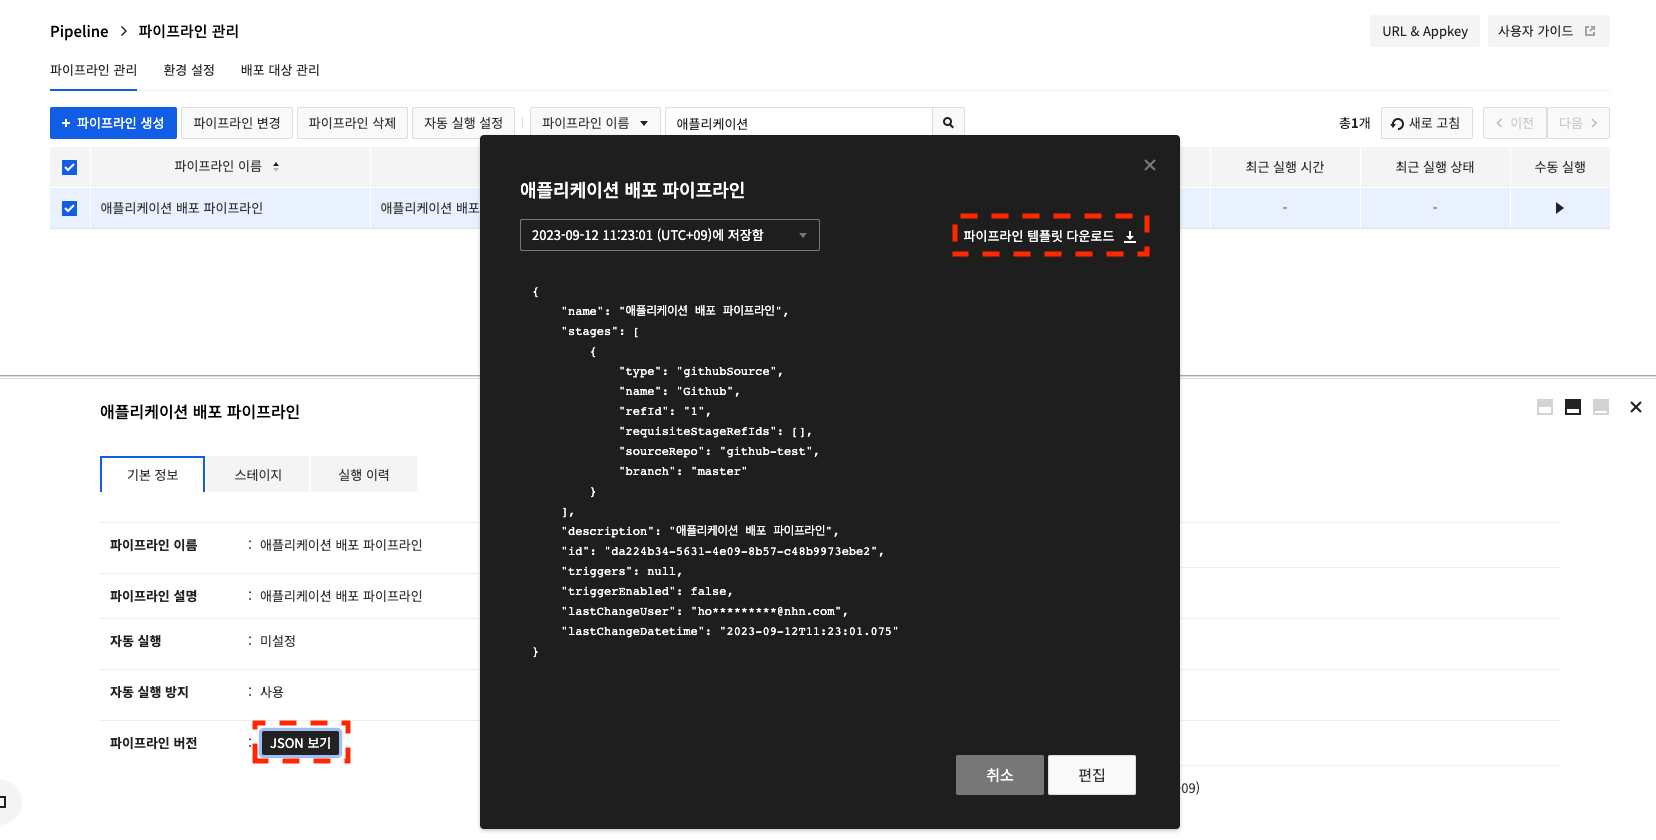 Pipeline > 파이프라인 관리
URL & Appkey
사용자 가이드
파이프라인 관리
환경 설정
배포 대상 관리
+ 파이프라인 생성
파이프라인 변경
파이프라인 삭제
자동 실행 설정
파이프라인 이름
애플리케이션
총1개
새로 고침
< 이전
다음 >
파이프라인 이름
최근 실행 시간
최근 실행 상태
수동 실행
애플리케이션 배포 파이프라인
애플리케이션 배포
-
-
애플리케이션 배포 파이프라인
2023-09-12 11:23:01 (UTC+09)에 저장함
파이프라인 템플릿 다운로드
{
"name": "애플리케이션 배포 파이프라인",
"stages": [
{
"type": "githubSource",
"name": "Github",
"refId": "1",
"requisiteStageRefIds": [],
"sourceRepo": "github-test",
"branch": "master"
}
],
"description": "애플리케이션 배포 파이프라인",
"id": "da224b34-5631-4e09-8b57-c48b9973ebe2",
"triggers": null,
"triggerEnabled": false,
"lastChangeUser": "ho*********@nhn.com",
"lastChangeDatetime": "2023-09-12T11:23:01.075"
}
취소
편집
애플리케이션 배포 파이프라인
기본 정보
스테이지
실행 이력
파이프라인 이름 : 애플리케이션 배포 파이프라인
파이프라인 설명 : 애플리케이션 배포 파이프라인
자동 실행 : 미설정
자동 실행 방지 : 사용
파이프라인 버전 : JSON 보기
09)